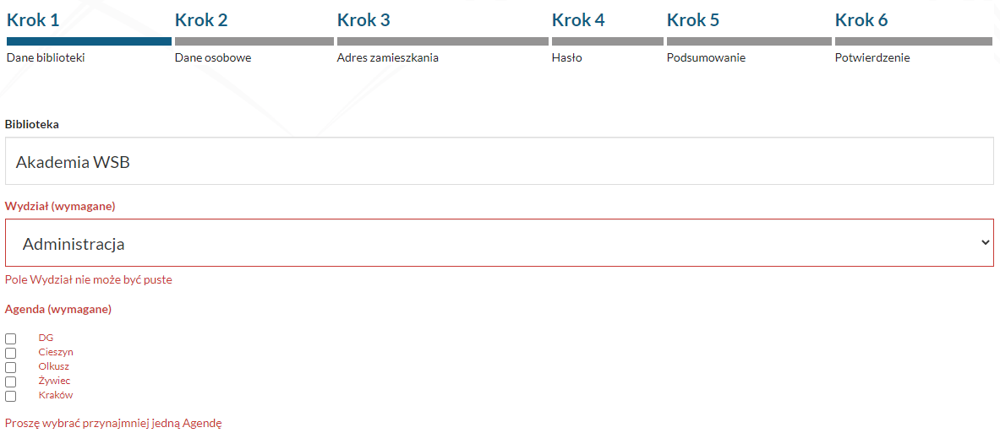 Krok 1 Krok 2 Krok 3 Krok 4 Krok 5 Krok 6
Dane biblioteki Dane osobowe Adres zamieszkania Hasło Podsumowanie Potwierdzenie
Biblioteka
Akademia WSB
Wydział (wymagane)
Administracja
Pole Wydział nie może być puste
Agenda (wymagane)
DG
Cieszyn
Olkusz
Żywiec
Kraków
Proszę wybrać przynajmniej jedną Agendę